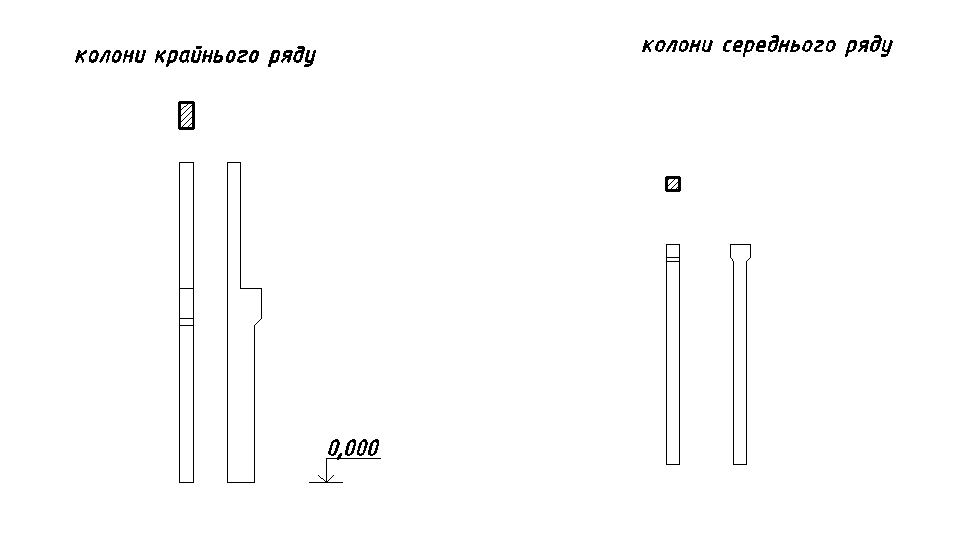 колони крайнього ряду
колони середнього ряду
0,000